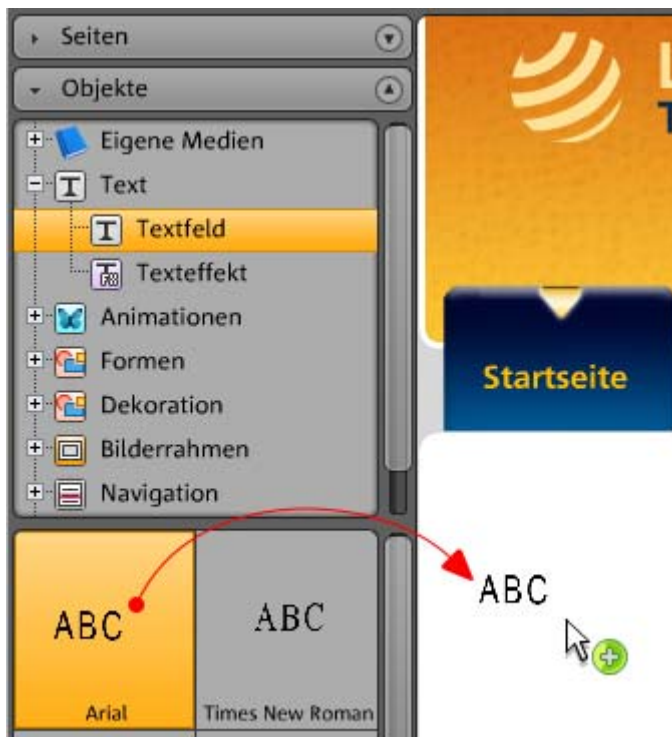 Seiten
Objekte
Eigene Medien
Text
Textfeld
Texteffekt
Animationen
Formen
Dekoration
Bilderrahmen
Navigation
ABC
Arial
ABC
Times New Roman
Startseite
ABC